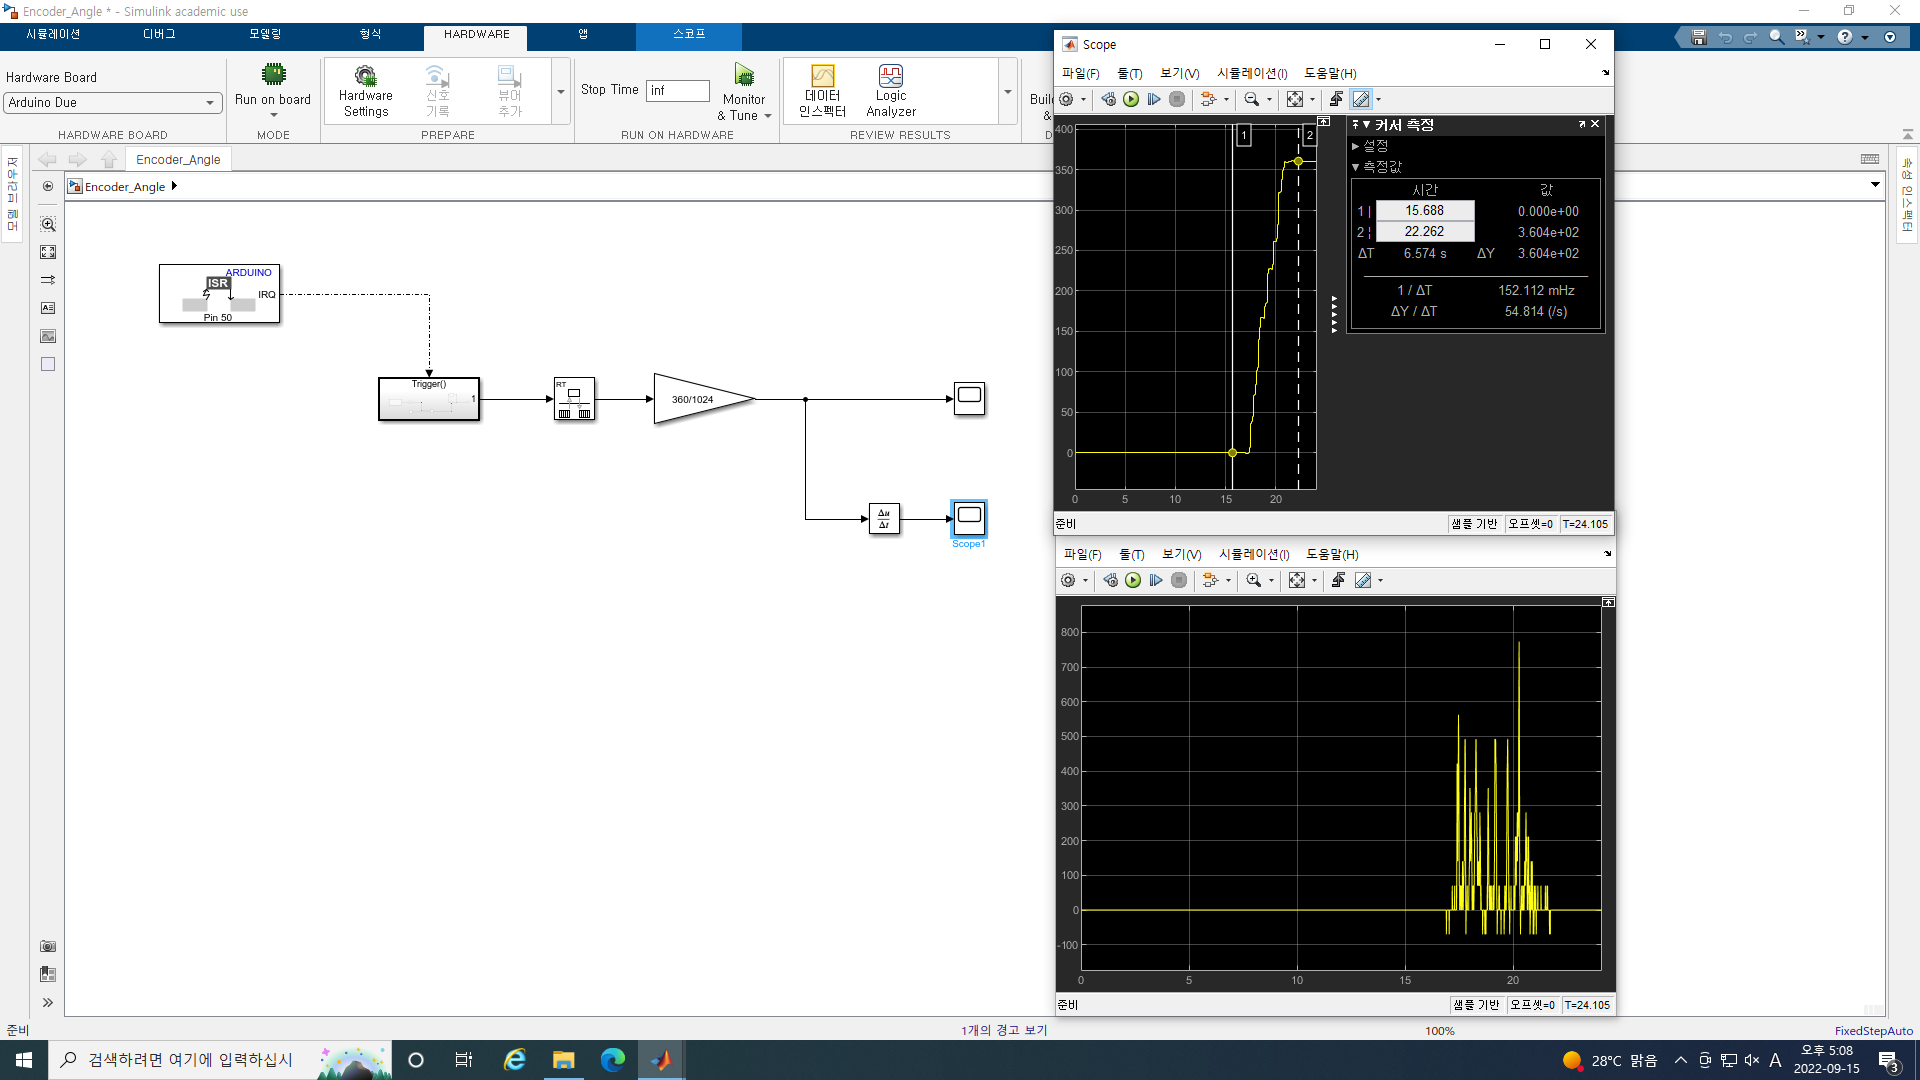 Encoder_Angle * - Simulink academic use
시뮬레이션 디버그 모델링 형식 HARDWARE 앱 스코프
Hardware Board
Arduino Due
HARDWARE BOARD
Run on board
MODE
Hardware Settings
신호 기록
뷰어 추가
PREPARE
Stop Time inf
Monitor & Tune
RUN ON HARDWARE
데이터 인스펙터
Logic Analyzer
REVIEW RESULTS
Encoder_Angle
Encoder_Angle
속성 인스펙터
ARDUINO
ISR
IRQ
Pin 50
Trigger()
1
RT
360/1024
Δu
Δt
Scope1
Scope
파일(F) 툴(T) 보기(V) 시뮬레이션(I) 도움말(H)
400
350
300
250
200
150
100
50
0
0 5 10 15 20
1 2
커서 측정
설정
측정값
시간 값
1 | 15.688 0.000e+00
2 ¦ 22.262 3.604e+02
ΔT 6.574 s ΔY 3.604e+02
1 / ΔT 152.112 mHz
ΔY / ΔT 54.814 (/s)
준비 샘플 기반 오프셋=0 T=24.105
파일(F) 툴(T) 보기(V) 시뮬레이션(I) 도움말(H)
800
700
600
500
400
300
200
100
0
-100
0 5 10 15 20
준비 샘플 기반 오프셋=0 T=24.105
준비 1개의 경고 보기 100% FixedStepAuto
검색하려면 여기에 입력하십시
28°C 맑음 A 오후 5:08
2022-09-15
3